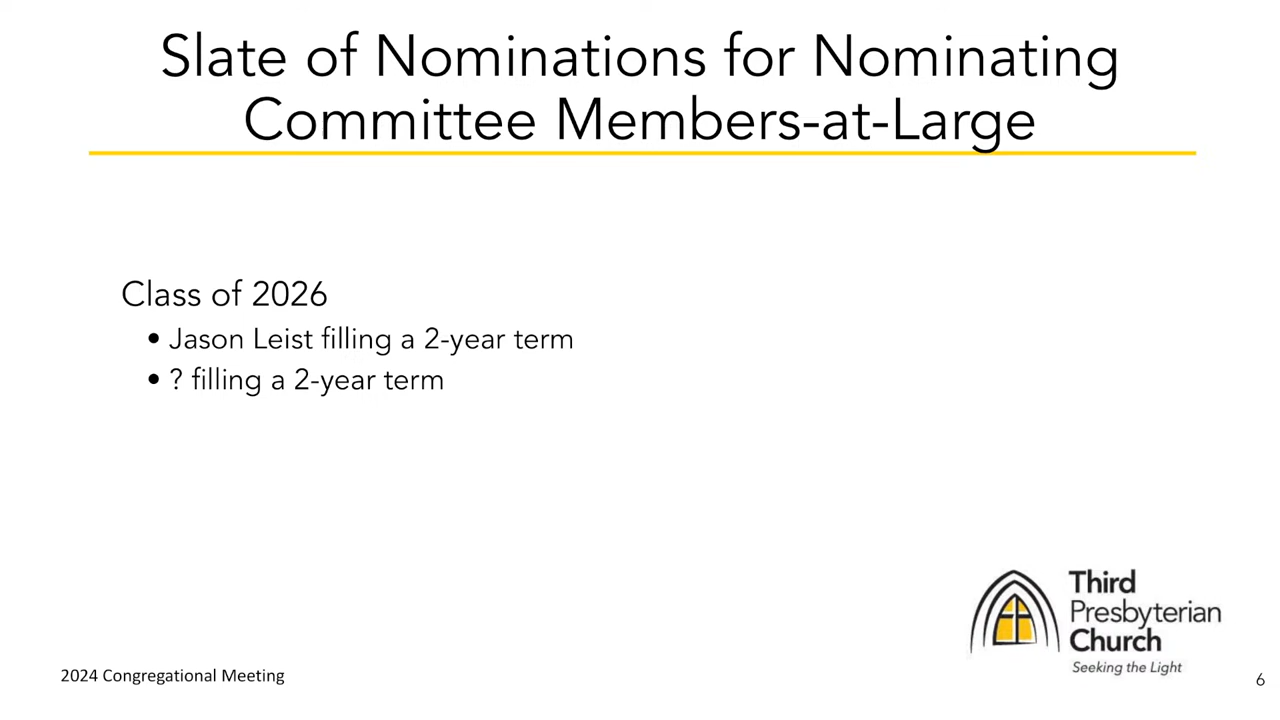 Slate of Nominations for Nominating
Committee Members-at-Large
Class of 2026
• Jason Leist filling a 2-year term
• ? filling a 2-year term
Third
Presbyterian
Church
Seeking the Light
2024 Congregational Meeting
6